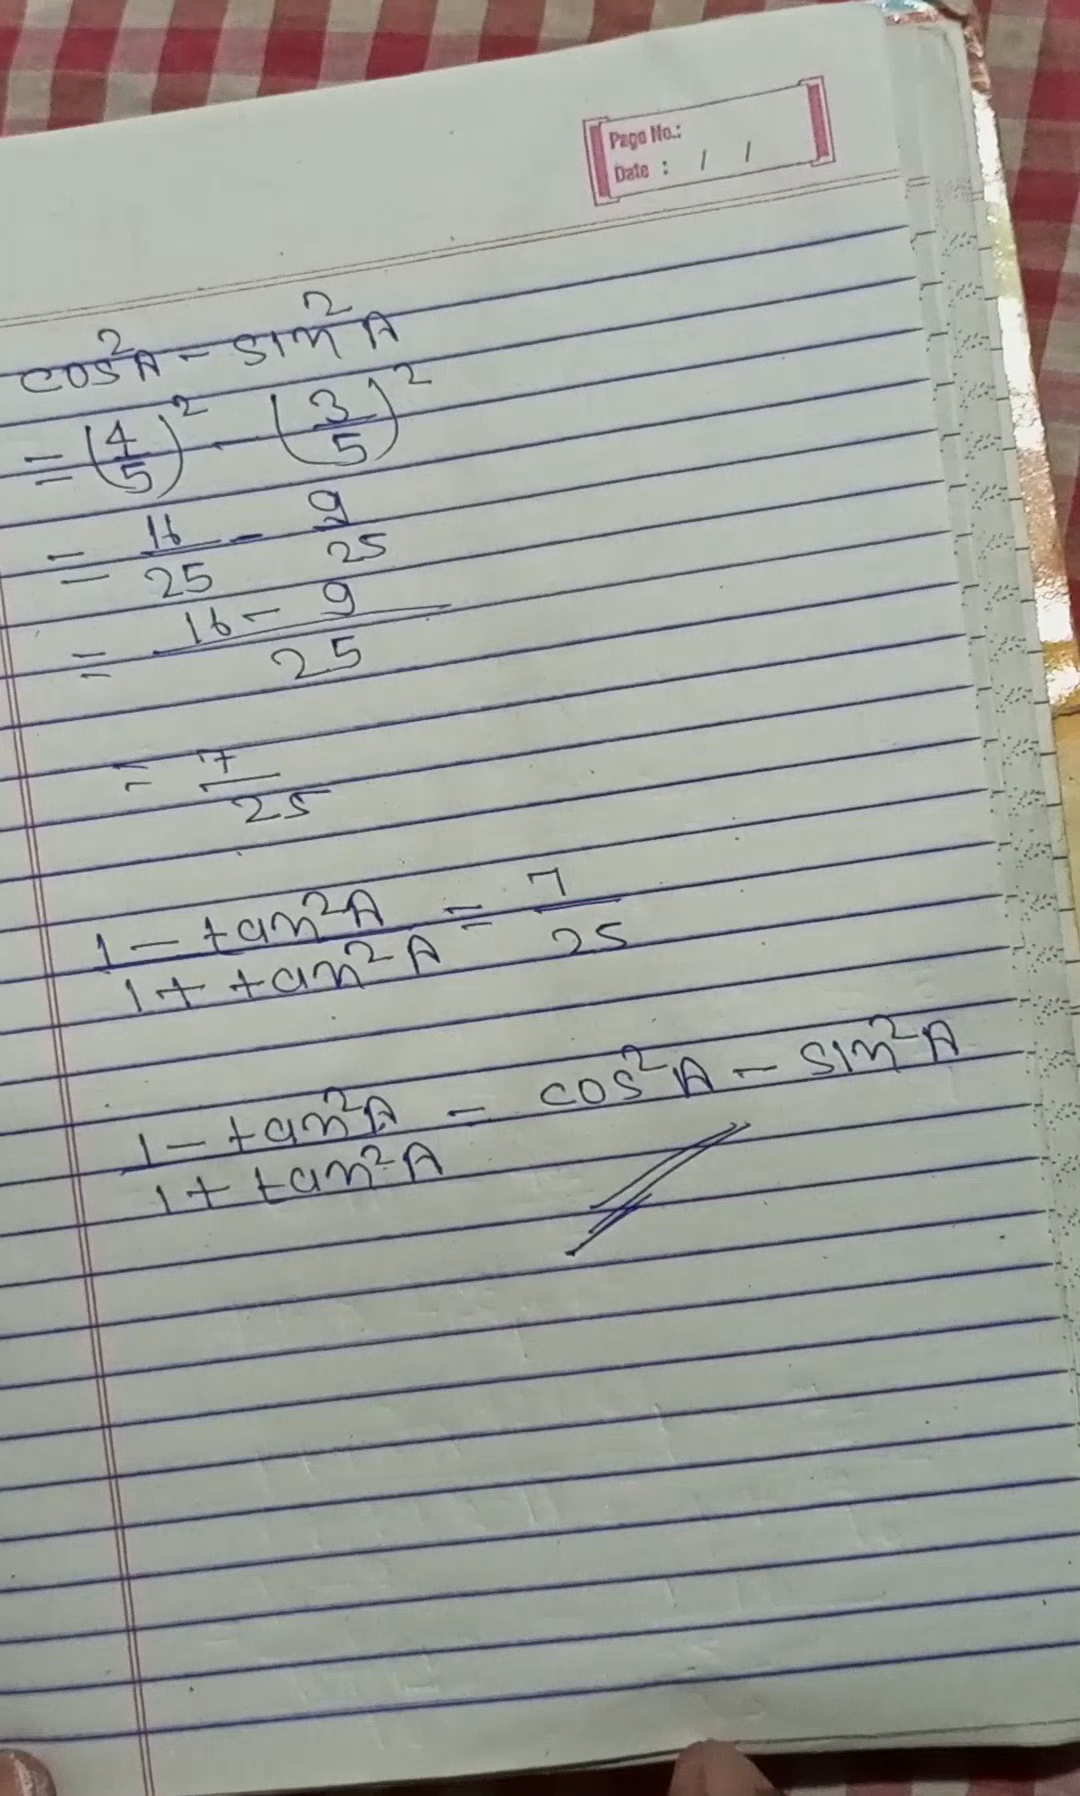 Page No.:
Date : / /
cos²A - sin²A
= (4/5)² - (3/5)²
= 16/25 - 9/25
= 16 - 9/25
= 7/25
1 - tan²A/1 + tan²A = 7/25
1 - tan²A/1 + tan²A = cos²A - sin²A